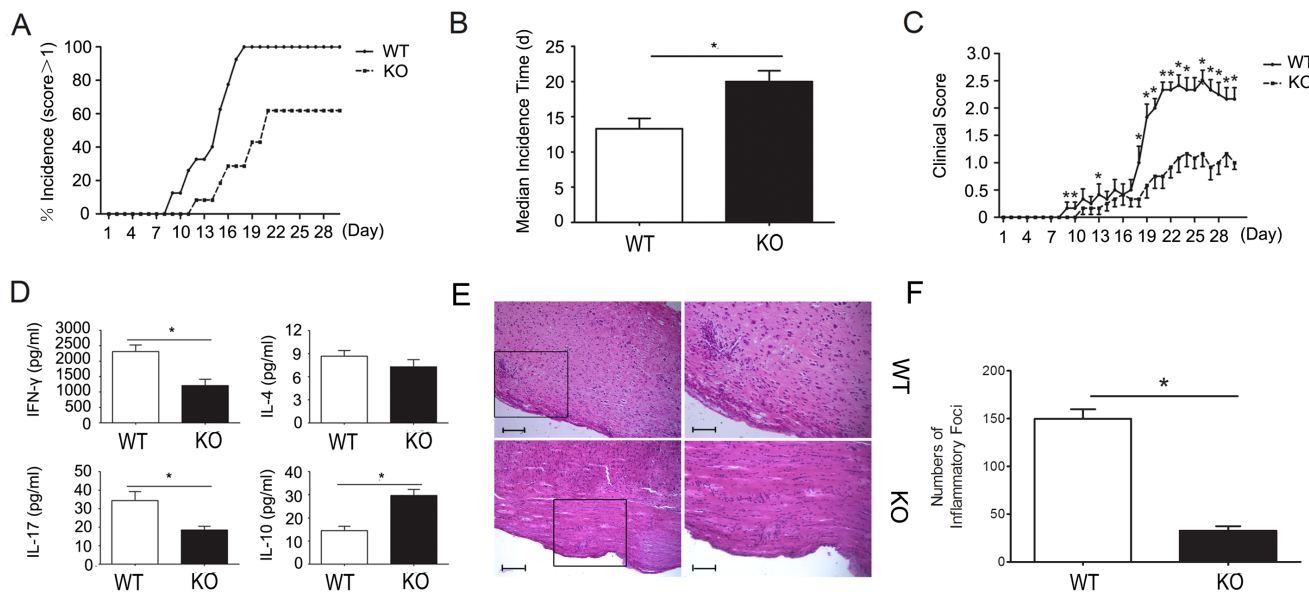 A
% Incidence (score>1)
100
80
60
40
20
0
1 4 7 10 13 16 19 22 25 28 (Day)
WT
KO
B
Median Incidence Time (d)
25
20
15
10
5
0
*
WT KO
C
Clinical Score
3.0
2.5
2.0
1.5
1.0
0.5
0
** * * ** ** ** *** **
1 4 7 10 13 16 19 22 25 28 (Day)
WT
KO
D
IFN-γ (pg/ml)
3000
2500
2000
1500
1000
500
0
*
WT KO
IL-4 (pg/ml)
12
9
6
3
0
WT KO
IL-17 (pg/ml)
50
40
30
20
10
0
*
WT KO
IL-10 (pg/ml)
40
30
20
10
0
*
WT KO
E
WT
KO
F
Numbers of
Inflammatory Foci
200
150
100
50
0
*
WT KO